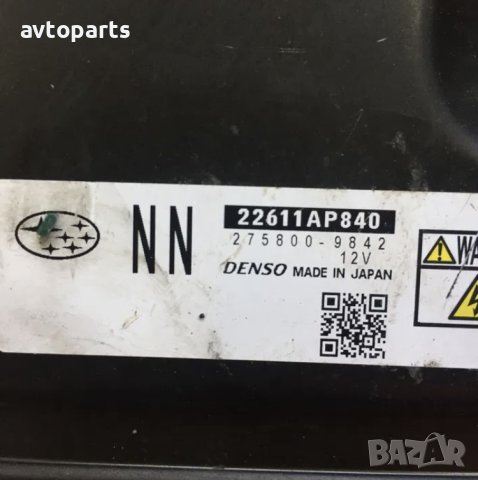 avtoparts
NN
22611AP840
275800-9842
12V
DENSO MADE IN JAPAN
WA
BAZAR